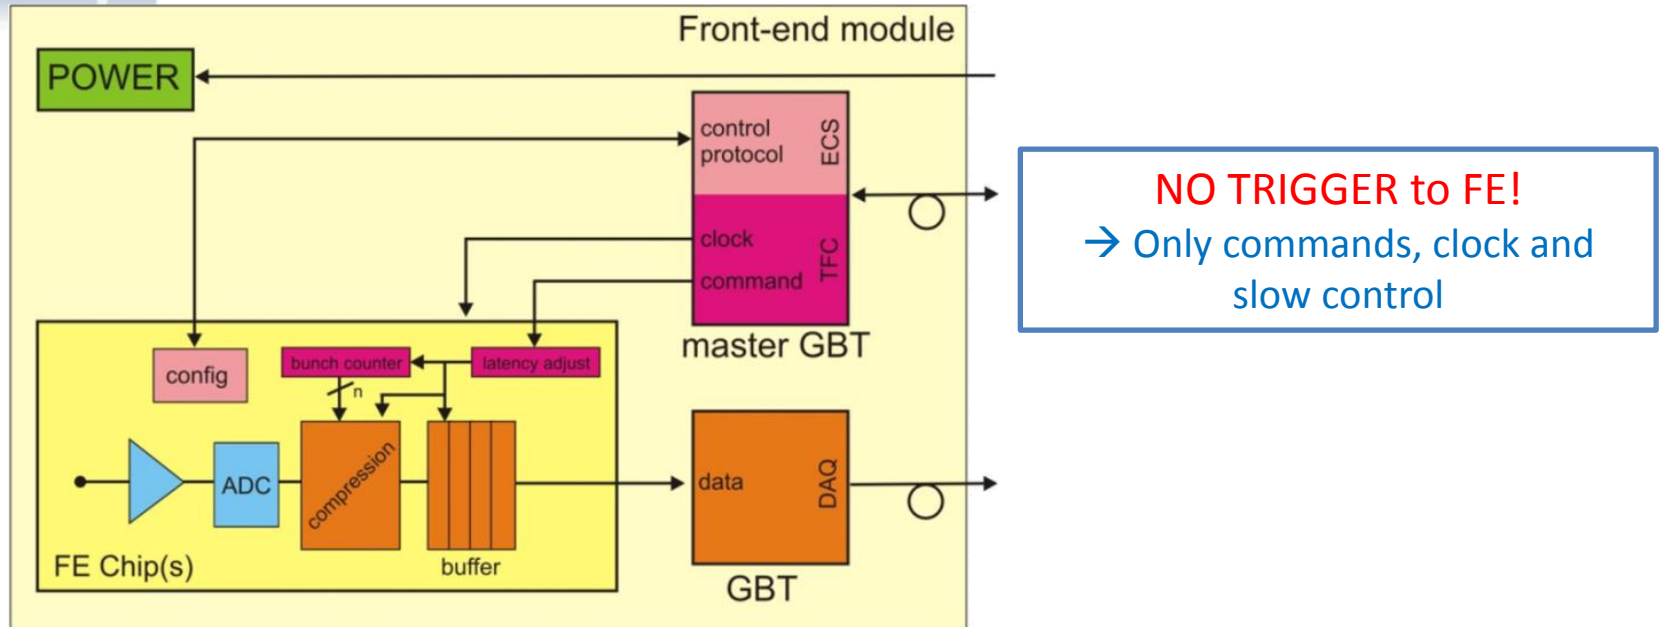 Front-end module
POWER
control
protocol
ECS
clock
command
TFC
master GBT
NO TRIGGER to FE!
→ Only commands, clock and
slow control
config
bunch counter
latency adjust
n
ADC
compression
buffer
FE Chip(s)
data
DAQ
GBT